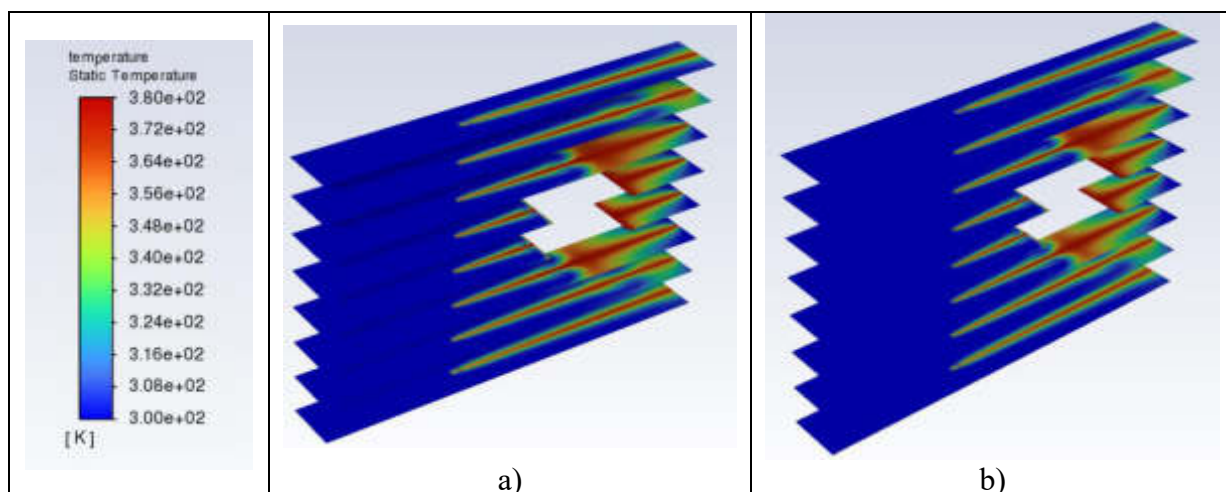 temperature
Static Temperature
3.80e+02
3.72e+02
3.64e+02
3.56e+02
3.48e+02
3.40e+02
3.32e+02
3.24e+02
3.16e+02
3.08e+02
3.00e+02
[K]
a)
b)